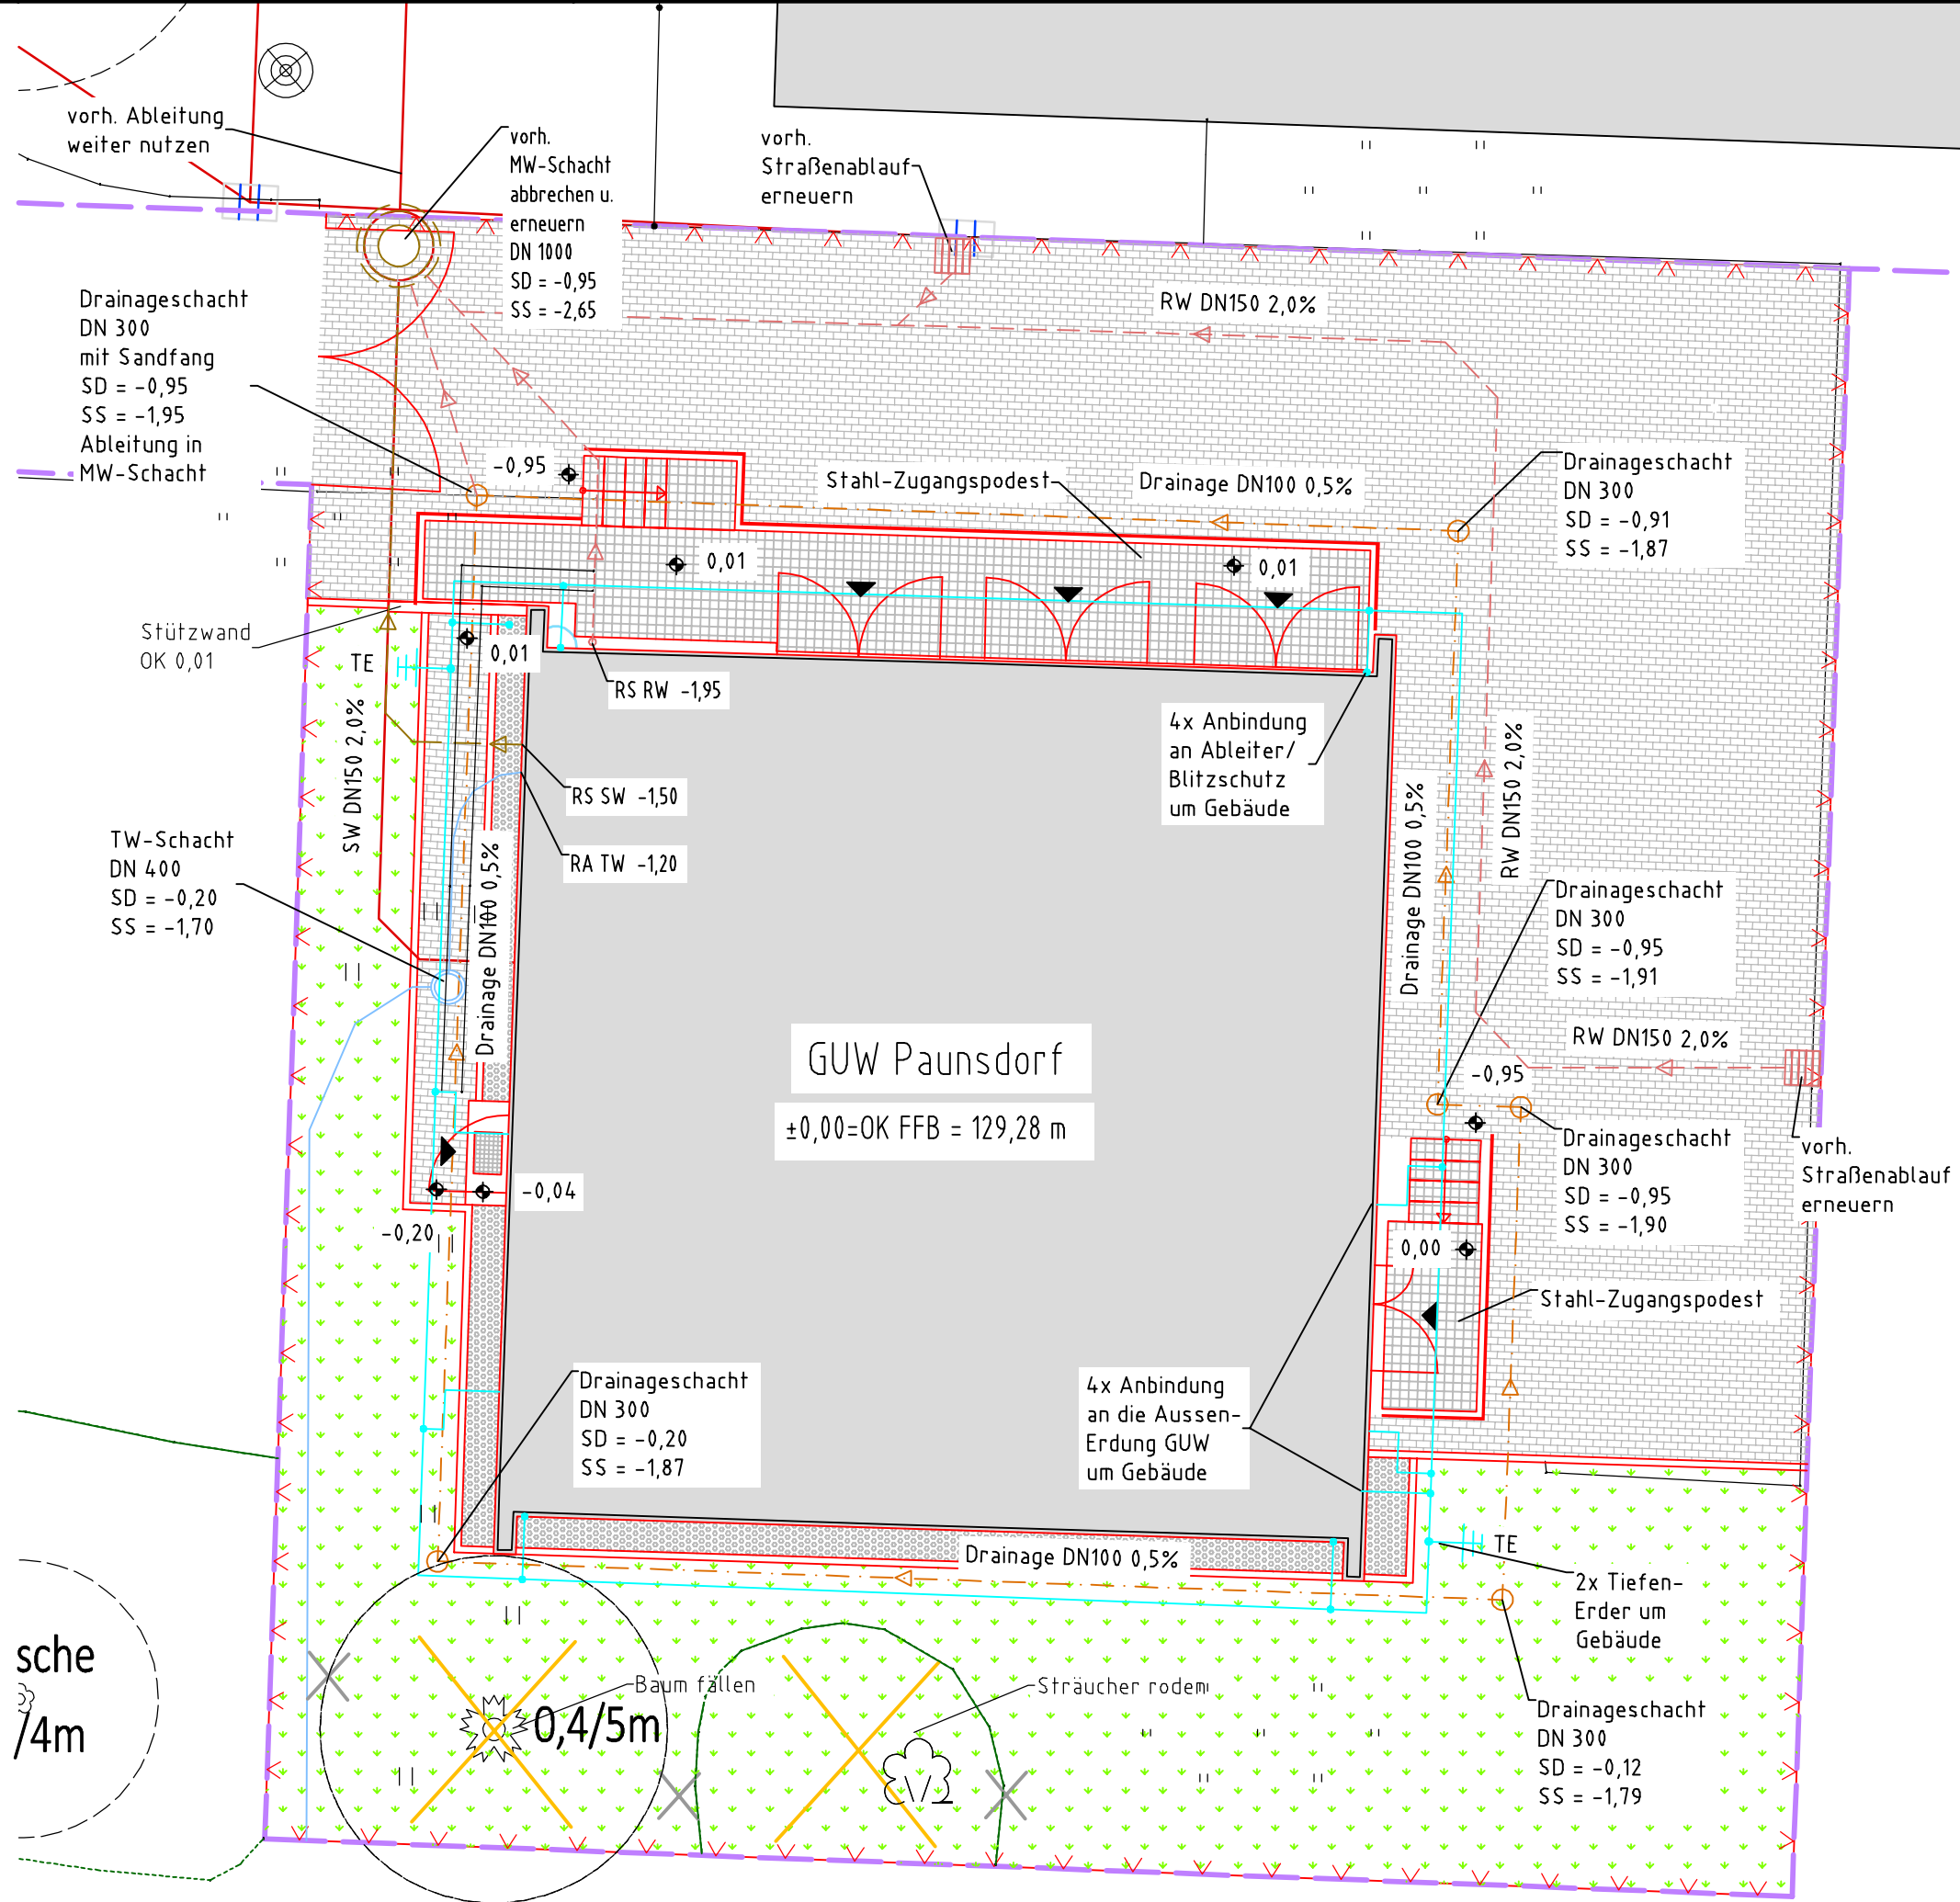 vorh. Ableitung
weiter nutzen
vorh.
MW-Schacht
abbrechen u.
erneuern
DN 1000
SD = -0,95
SS = -2,65
vorh.
Straßenablauf
erneuern
RW DN150 2,0%
Drainageschacht
DN 300
mit Sandfang
SD = -0,95
SS = -1,95
Ableitung in
MW-Schacht
-0,95
Stahl-Zugangspodest
Drainage DN100 0,5%
Drainageschacht
DN 300
SD = -0,91
SS = -1,87
0,01
0,01
Stützwand
OK 0,01
TE
0,01
RS RW -1,95
SW DN150 2,0%
4x Anbindung
an Ableiter/
Blitzschutz
um Gebäude
RS SW -1,50
RA TW -1,20
Drainage DN100 0,5%
Drainage DN100 0,5%
RW DN150 2,0%
TW-Schacht
DN 400
SD = -0,20
SS = -1,70
Drainageschacht
DN 300
SD = -0,95
SS = -1,91
RW DN150 2,0%
-0,95
GUW Paunsdorf
±0,00=OK FFB = 129,28 m
Drainageschacht
DN 300
SD = -0,95
SS = -1,90
vorh.
Straßenablauf
erneuern
-0,04
-0,20
0,00
Stahl-Zugangspodest
Drainageschacht
DN 300
SD = -0,20
SS = -1,87
4x Anbindung
an die Aussen-
Erdung GUW
um Gebäude
Drainage DN100 0,5%
TE
2x Tiefen-
Erder um
Gebäude
sche
/4m
Baum fällen
0,4/5m
Sträucher roden
Drainageschacht
DN 300
SD = -0,12
SS = -1,79